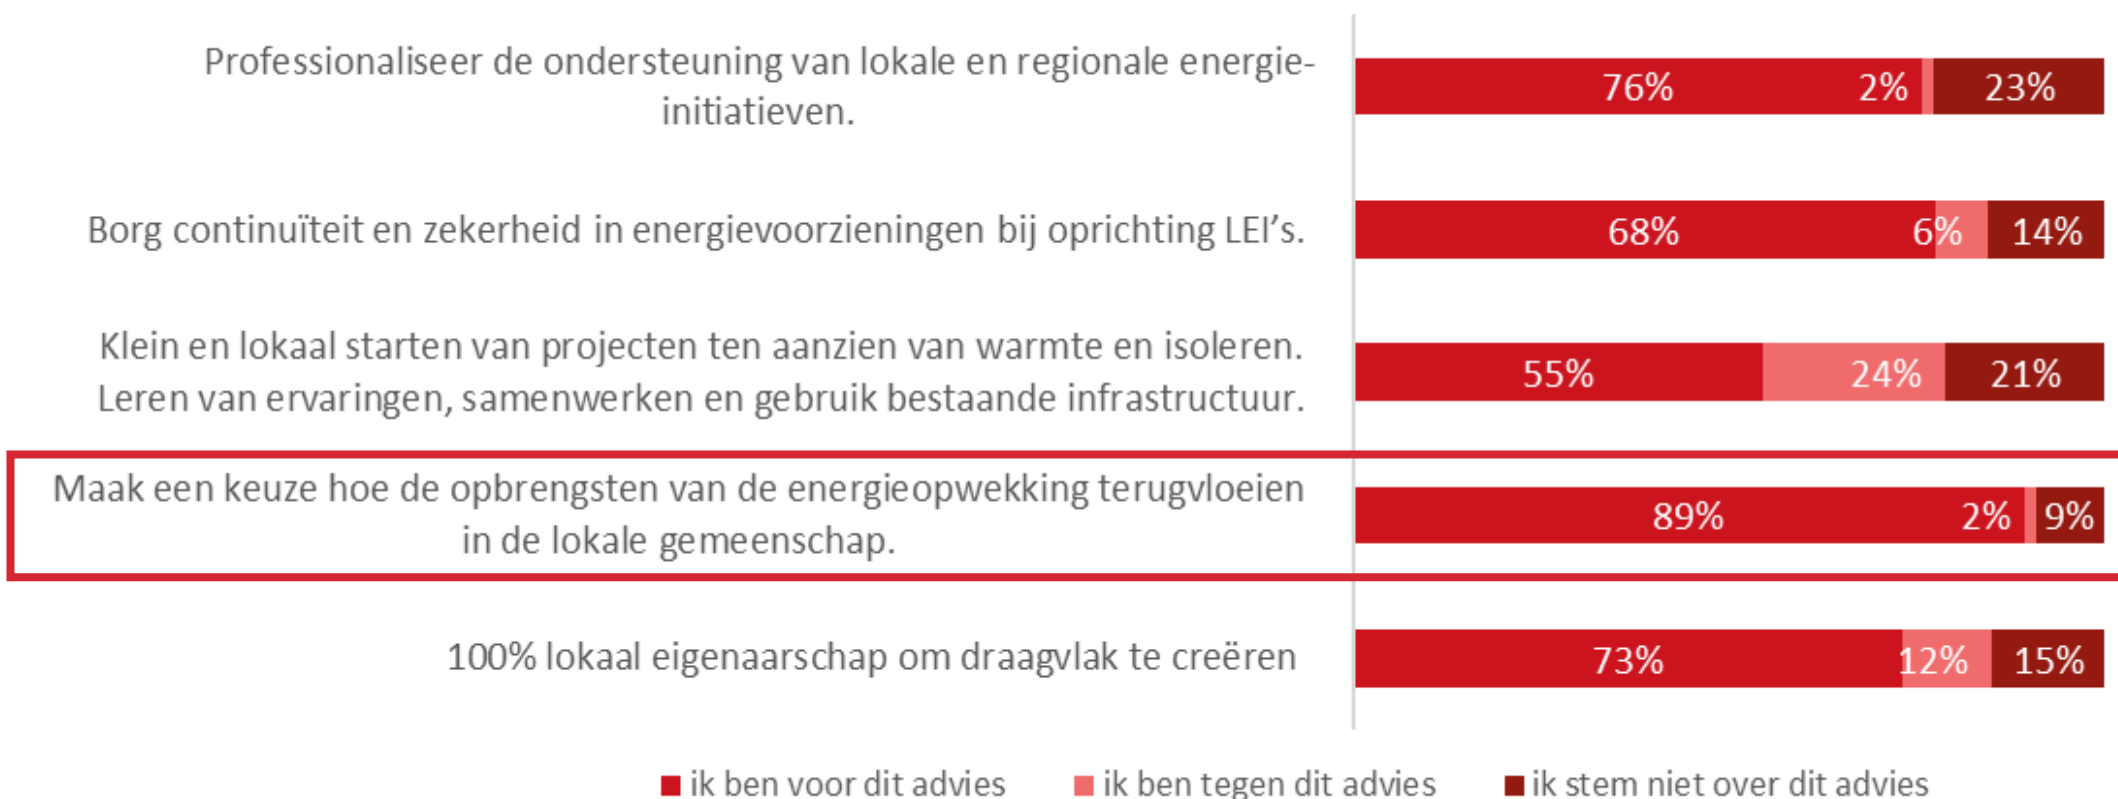 Professionaliseer de ondersteuning van lokale en regionale energie-
initiatieven.
76% 2% 23%
Borg continuïteit en zekerheid in energievoorzieningen bij oprichting LEI’s.
68% 6% 14%
Klein en lokaal starten van projecten ten aanzien van warmte en isoleren.
Leren van ervaringen, samenwerken en gebruik bestaande infrastructuur.
55% 24% 21%
Maak een keuze hoe de opbrengsten van de energieopwekking terugvloeien
in de lokale gemeenschap.
89% 2% 9%
100% lokaal eigenaarschap om draagvlak te creëren
73% 12% 15%
ik ben voor dit advies ik ben tegen dit advies ik stem niet over dit advies